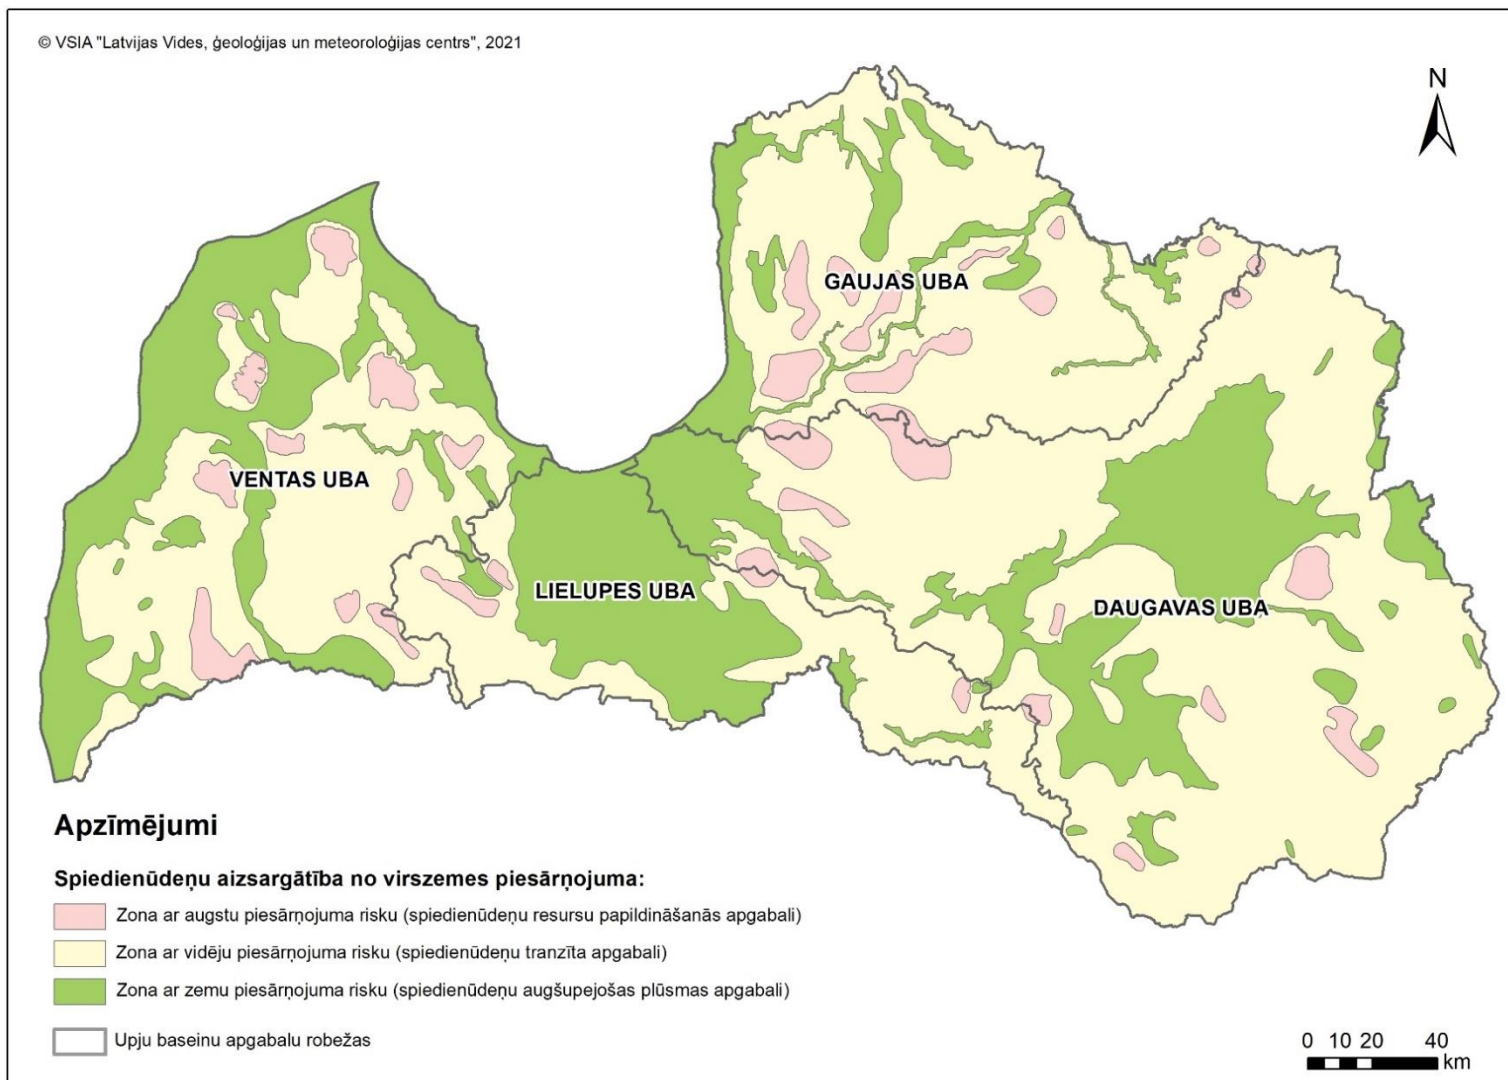 © VSIA "Latvijas Vides, ģeoloģijas un meteoroloģijas centrs", 2021
N
GAUJAS UBA
VENTAS UBA
LIELUPES UBA
DAUGAVAS UBA
Apzīmējumi
Spiedienūdeņu aizsargātība no virszemes piesārņojuma:
Zona ar augstu piesārņojuma risku (spiedienūdeņu resursu papildināšanās apgabali)
Zona ar vidēju piesārņojuma risku (spiedienūdeņu tranzīta apgabali)
Zona ar zemu piesārņojuma risku (spiedienūdeņu augšupejošas plūsmas apgabali)
Upju baseinu apgabalu robežas
0 10 20 40
km